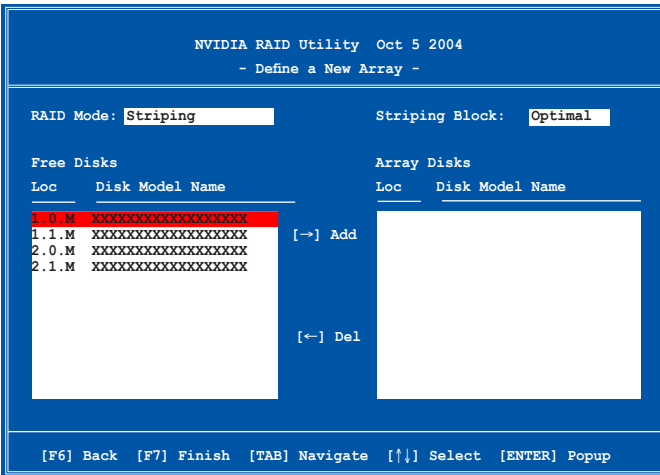 NVIDIA RAID Utility Oct 5 2004
- Define a New Array -
RAID Mode: Striping Striping Block: Optimal
Free Disks Array Disks
Loc Disk Model Name Loc Disk Model Name
1.0.M XXXXXXXXXXXXXXXXXX
1.1.M XXXXXXXXXXXXXXXXXX [→] Add
2.0.M XXXXXXXXXXXXXXXXXX
2.1.M XXXXXXXXXXXXXXXXXX
[←] Del
[F6] Back [F7] Finish [TAB] Navigate [↑↓] Select [ENTER] Popup